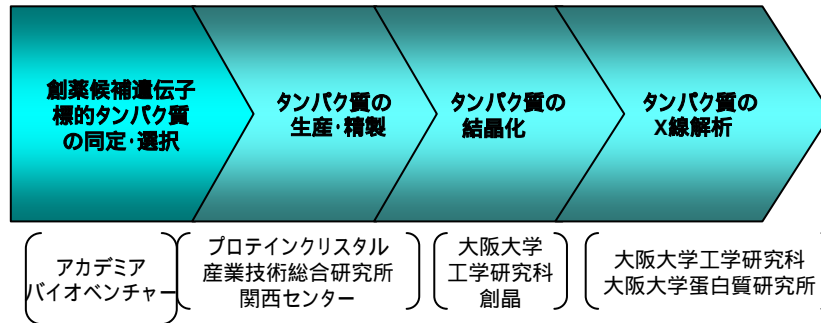 創薬候補遺伝子
標的タンパク質
の同定・選択
タンパク質の
生産・精製
タンパク質の
結晶化
タンパク質の
X線解析
アカデミア
バイオベンチャー
プロテインクリスタル
産業技術総合研究所
関西センター
大阪大学
工学研究科
創晶
大阪大学工学研究科
大阪大学蛋白質研究所